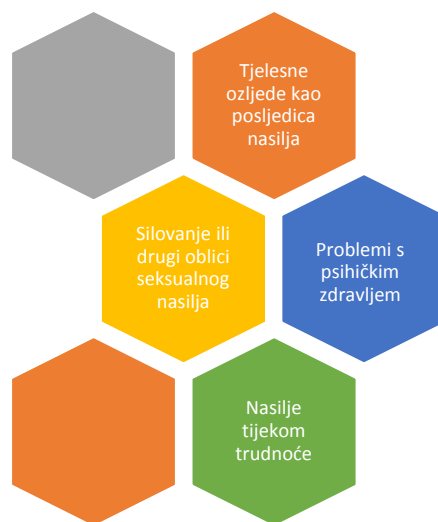 Tjelesne
ozljede kao
posljedica
nasilja
Silovanje ili
drugi oblici
seksualnog
nasilja
Problemi s
psihičkim
zdravljem
Nasilje
tijekom
trudnoće